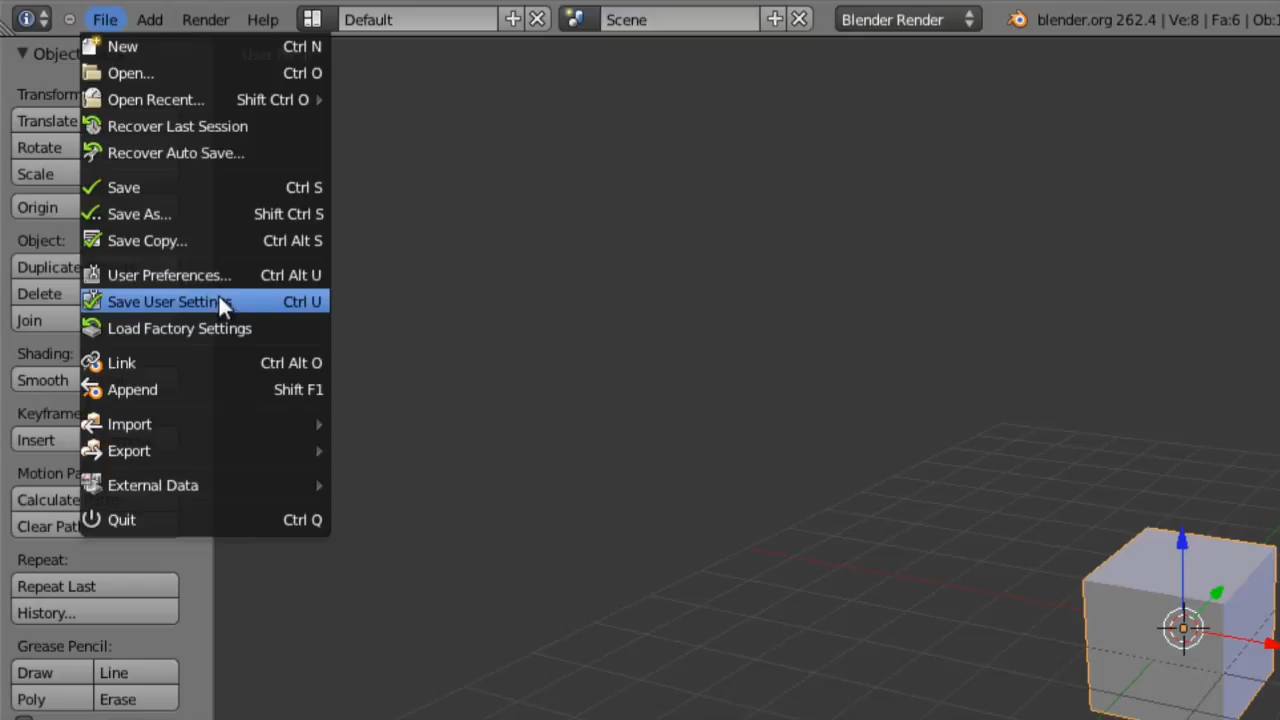 File Add Render Help Default Scene Blender Render blender.org 262.4 | Ve:8 | Fa:6 | Ob:
New Ctrl N
Open... Ctrl O
Open Recent... Shift Ctrl O
Recover Last Session
Recover Auto Save...
Save Ctrl S
Save As... Shift Ctrl S
Save Copy... Ctrl Alt S
User Preferences... Ctrl Alt U
Save User Settings Ctrl U
Load Factory Settings
Link Ctrl Alt O
Append Shift F1
Import
Export
External Data
Quit Ctrl Q
Object
Transform
Translate
Rotate
Scale
Origin
Object:
Duplicate
Delete
Join
Shading:
Smooth
Keyframe
Insert
Motion Pa
Calculate
Clear Pat
Repeat:
Repeat Last
History...
Grease Pencil:
Draw Line
Poly Erase